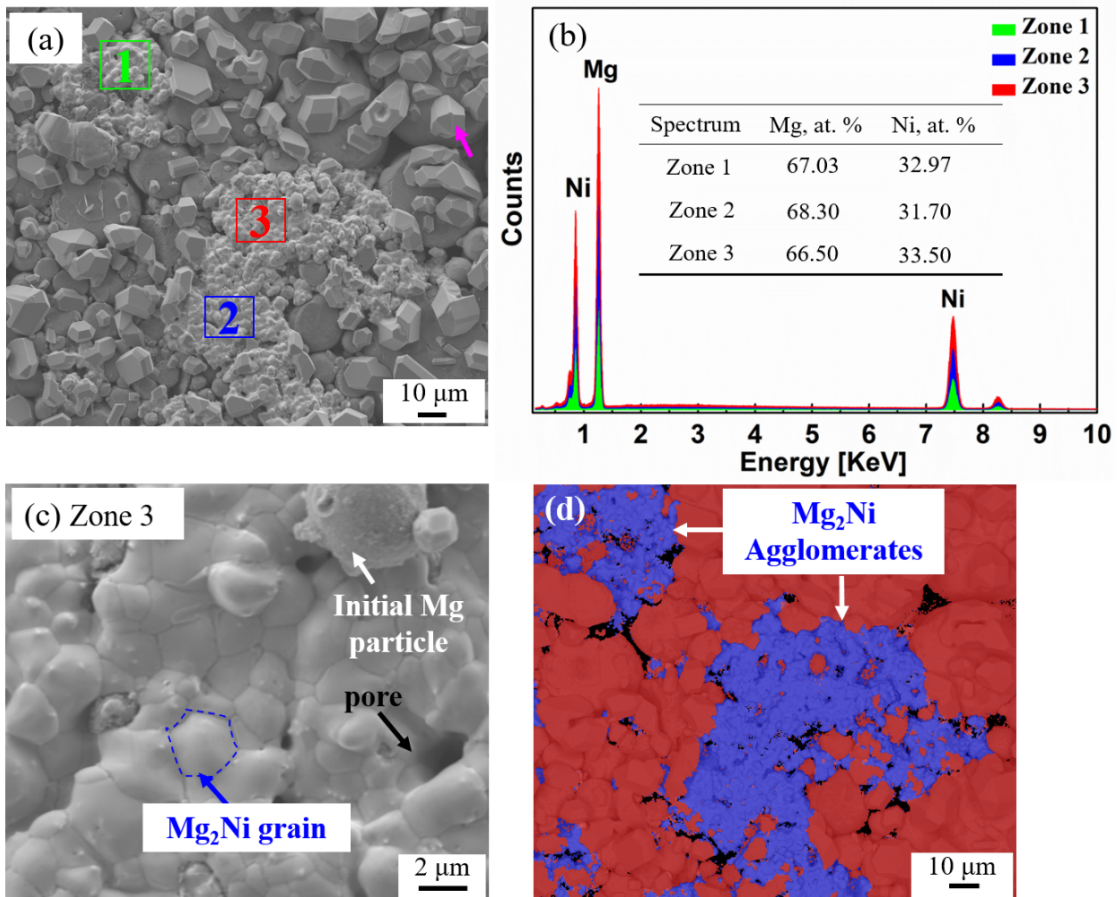 (a)
1
3
2
10 μm
(b)
Zone 1
Zone 2
Zone 3
Mg
Ni
Ni
Spectrum Mg, at. % Ni, at. %
Zone 1 67.03 32.97
Zone 2 68.30 31.70
Zone 3 66.50 33.50
Counts
1 2 3 4 5 6 7 8 9 10
Energy [KeV]
(c) Zone 3
Initial Mg
particle
pore
Mg₂Ni grain
2 μm
(d)
Mg₂Ni
Agglomerates
10 μm